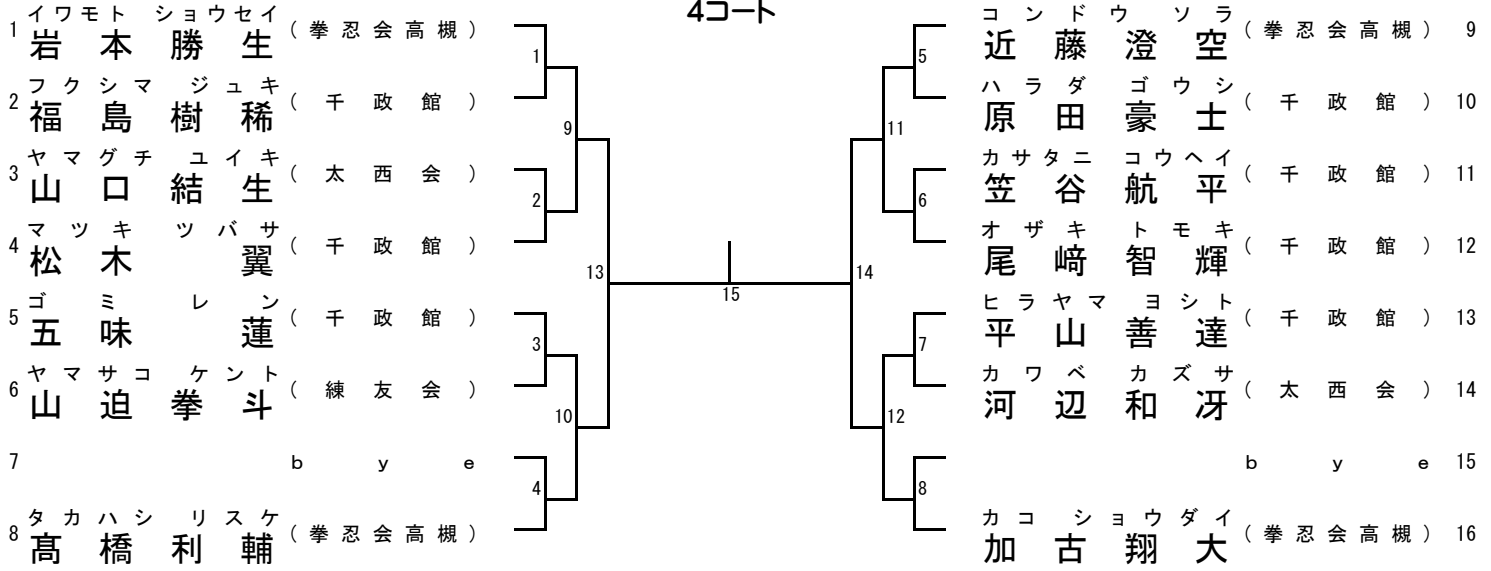 4コート
イワモト ショウセイ
1 岩本勝生 (拳忍会高槻)
フクシマ ジュキ
2 福島樹稀 (千政館)
ヤマグチ ユイキ
3 山口結生 (太西会)
マツキ ツバサ
4 松木 翼 (千政館)
ゴミ レン
5 五味 蓮 (千政館)
ヤマサコ ケント
6 山迫拳斗 (練友会)
7 bye
タカハシ リスケ
8 髙橋利輔 (拳忍会高槻)
1
2
3
4
9
10
13
15
14
11
12
5
6
7
8
コンドウ ソラ
近藤澄空 (拳忍会高槻) 9
ハラダ ゴウシ
原田豪士 (千政館) 10
カサタニ コウヘイ
笠谷航平 (千政館) 11
オザキ トモキ
尾﨑智輝 (千政館) 12
ヒラヤマ ヨシト
平山善達 (千政館) 13
カワベ カズサ
河辺和冴 (太西会) 14
bye 15
カコ ショウダイ
加古翔大 (拳忍会高槻) 16